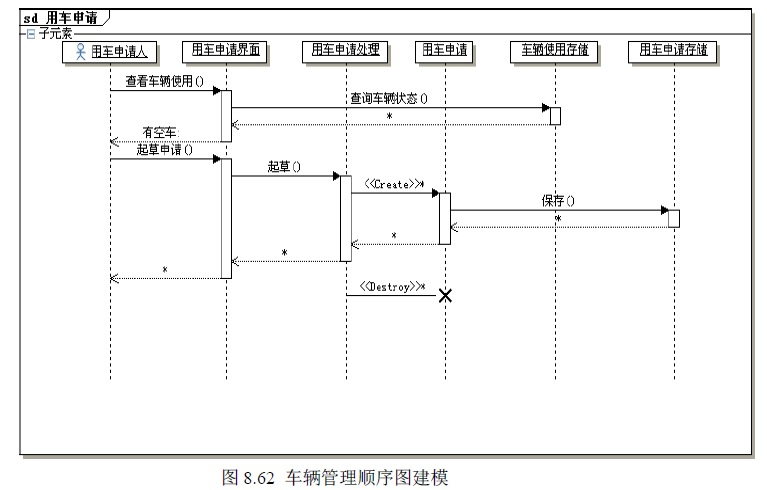 sd 用车申请
子元素
用车申请人 用车申请界面 用车申请处理 用车申请 车辆使用存储 用车申请存储
查看车辆使用()
查询车辆状态()
*
有空车:
起草申请()
起草()
<<Create>>*
保存()
*
*
*
*
<<Destroy>>*
图 8.62 车辆管理顺序图建模